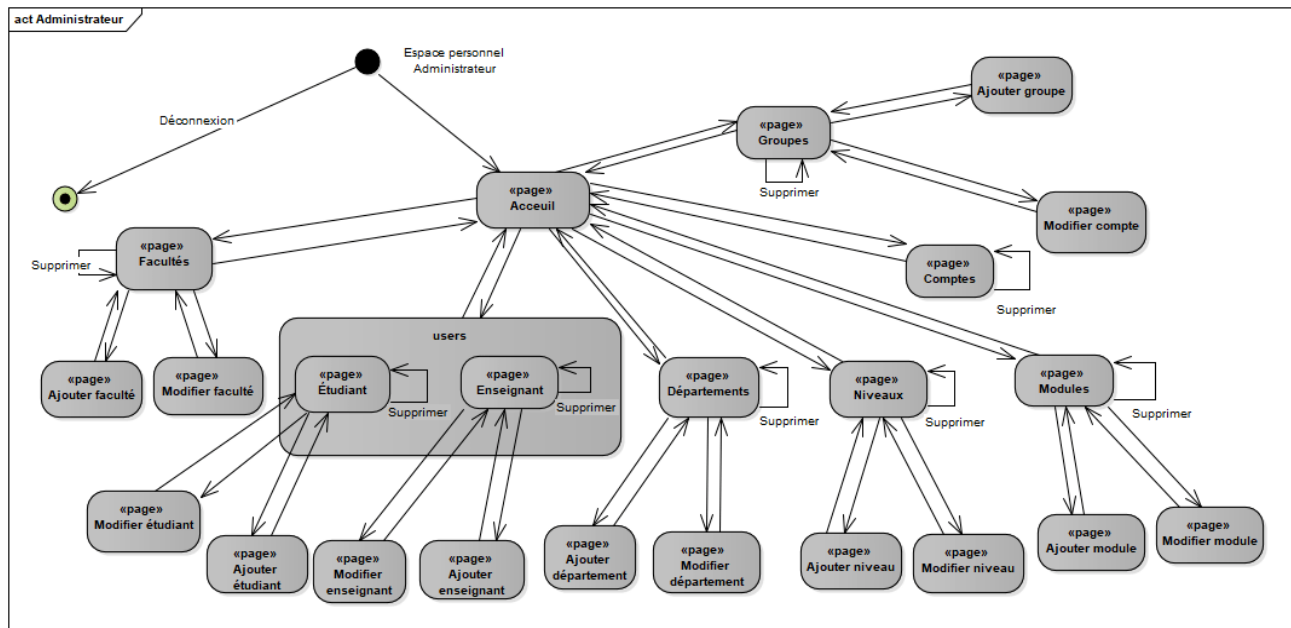 act Administrateur
Espace personnel
Administrateur
Déconnexion
«page»
Ajouter groupe
«page»
Groupes
Supprimer
«page»
Modifier compte
«page»
Acceuil
«page»
Facultés
Supprimer
«page»
Comptes
Supprimer
«page»
Ajouter faculté
«page»
Modifier faculté
users
«page»
Étudiant
Supprimer
«page»
Enseignant
Supprimer
«page»
Départements
Supprimer
«page»
Niveaux
Supprimer
«page»
Modules
Supprimer
«page»
Modifier étudiant
«page»
Ajouter
étudiant
«page»
Modifier
enseignant
«page»
Ajouter
enseignant
«page»
Ajouter
département
«page»
Modifier
département
«page»
Ajouter niveau
«page»
Modifier niveau
«page»
Ajouter module
«page»
Modifier module